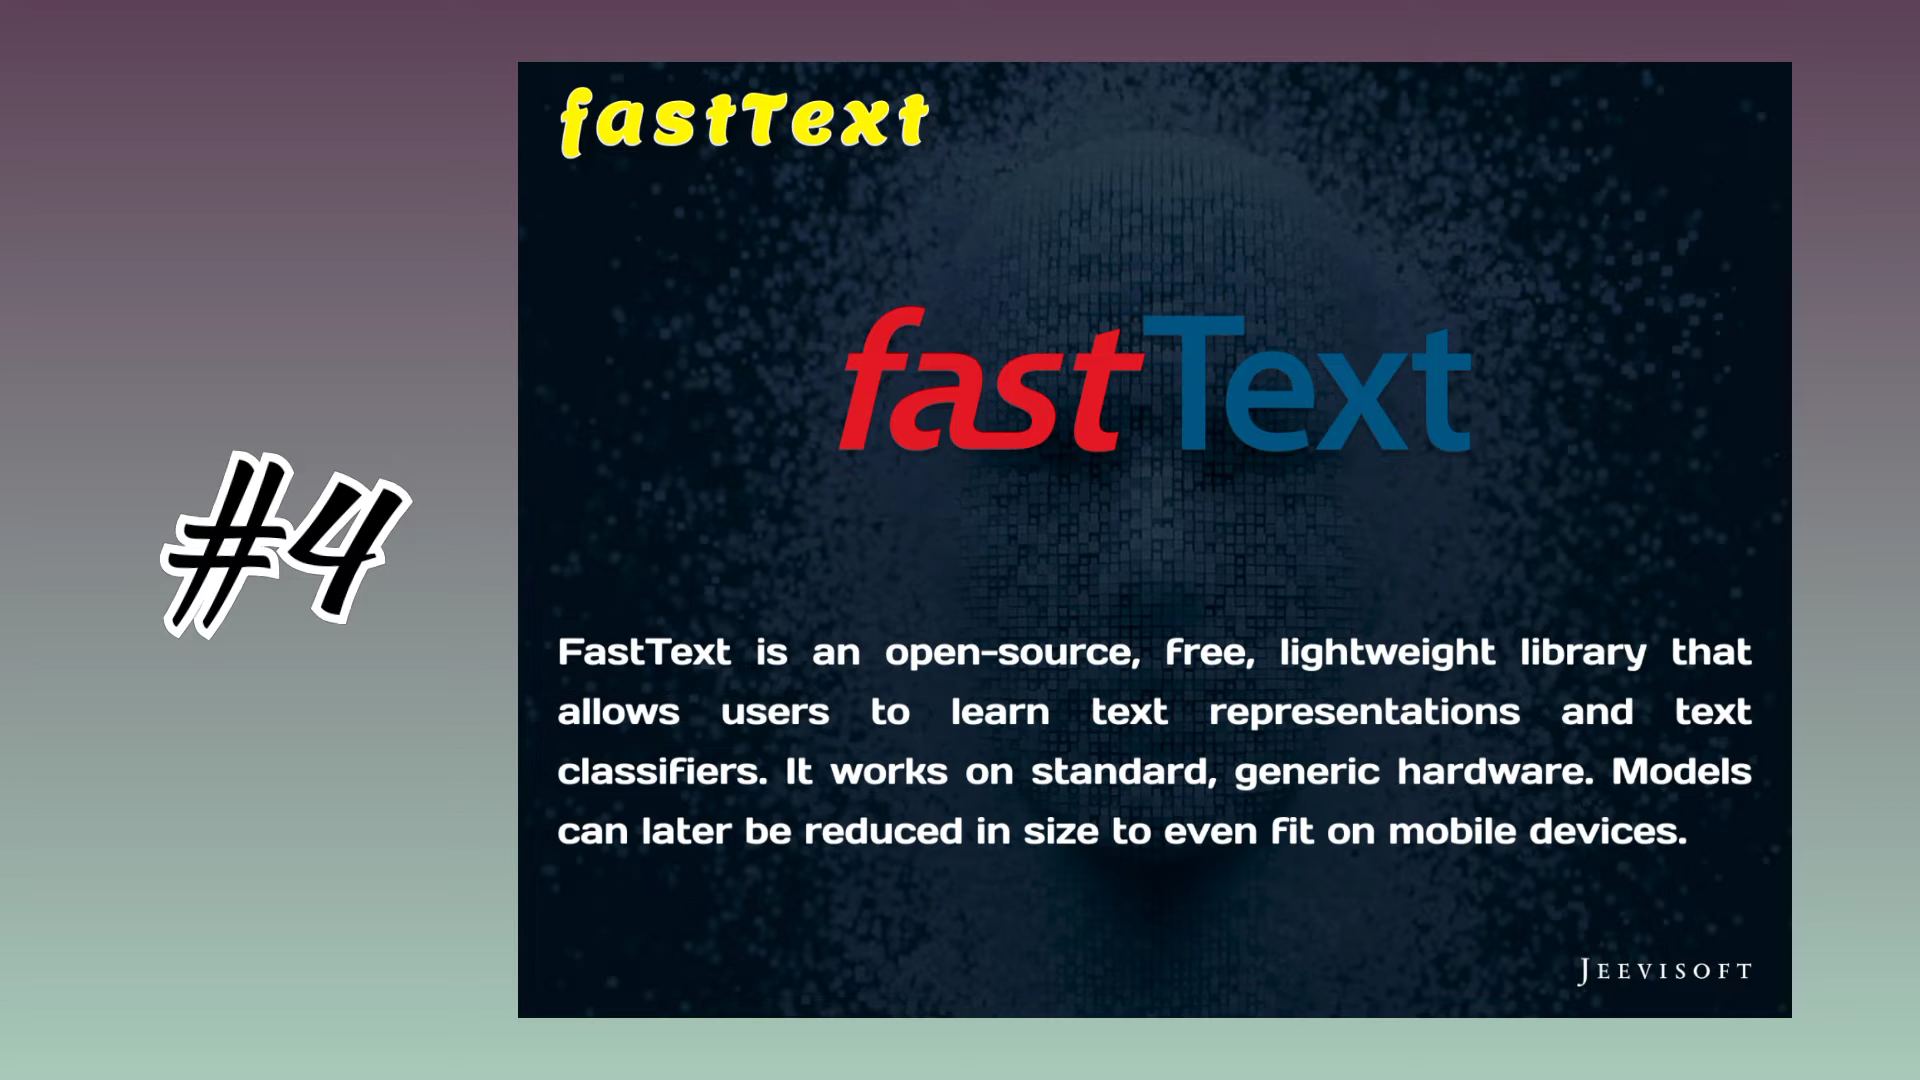 fastText
fastText
#4
FastText is an open-source, free, lightweight library that
allows users to learn text representations and text
classifiers. It works on standard, generic hardware. Models
can later be reduced in size to even fit on mobile devices.
JEEVISOFT